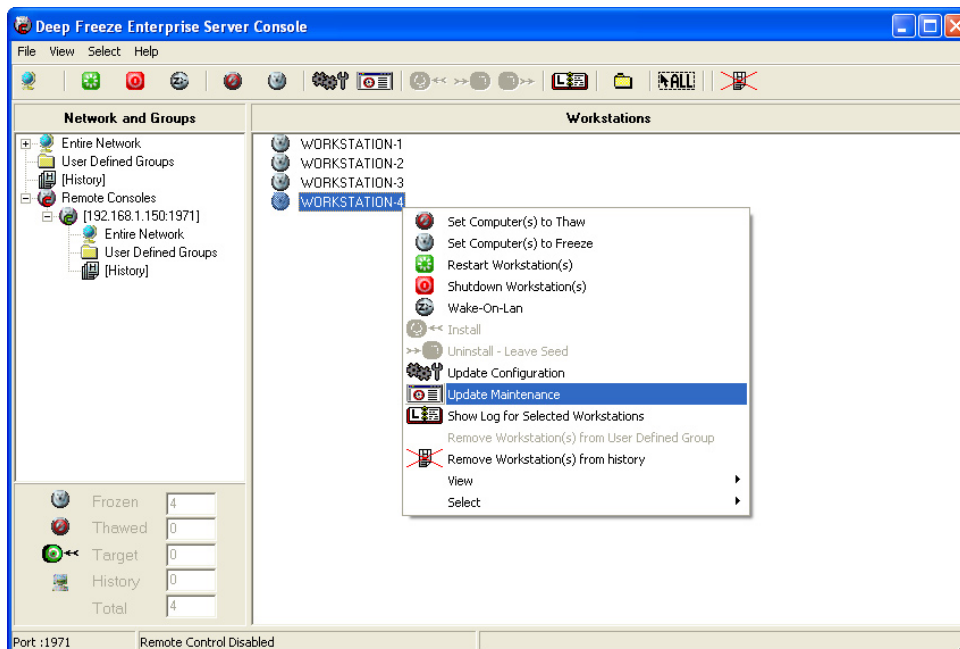 Deep Freeze Enterprise Server Console
File View Select Help
ALL
Network and Groups
Workstations
Entire Network
User Defined Groups
[History]
Remote Consoles
[192.168.1.150:1971]
Entire Network
User Defined Groups
[History]
WORKSTATION-1
WORKSTATION-2
WORKSTATION-3
WORKSTATION-4
Set Computer(s) to Thaw
Set Computer(s) to Freeze
Restart Workstation(s)
Shutdown Workstation(s)
Wake-On-Lan
Install
Uninstall - Leave Seed
Update Configuration
Update Maintenance
Show Log for Selected Workstations
Remove Workstation(s) from User Defined Group
Remove Workstation(s) from history
View
Select
Frozen 4
Thawed 0
Target 0
History 0
Total 4
Port :1971 Remote Control Disabled